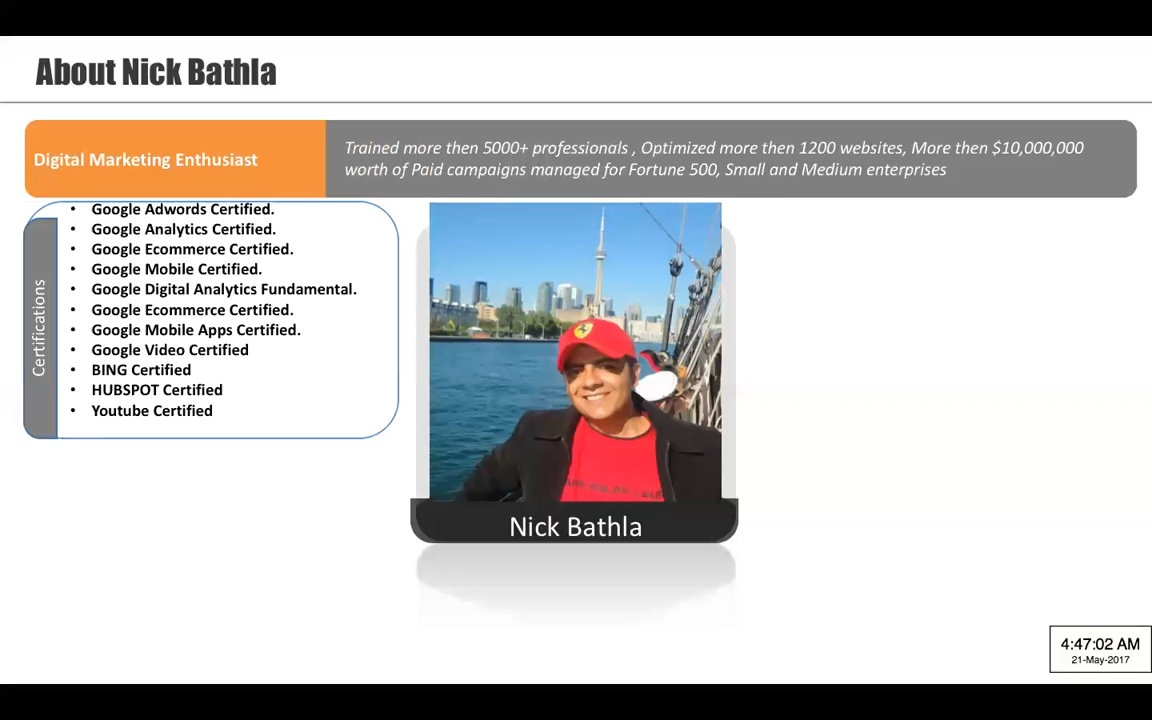 About Nick Bathla
Digital Marketing Enthusiast
Trained more then 5000+ professionals , Optimized more then 1200 websites, More then $10,000,000
worth of Paid campaigns managed for Fortune 500, Small and Medium enterprises
Certifications
• Google Adwords Certified.
• Google Analytics Certified.
• Google Ecommerce Certified.
• Google Mobile Certified.
• Google Digital Analytics Fundamental.
• Google Ecommerce Certified.
• Google Mobile Apps Certified.
• Google Video Certified
• BING Certified
• HUBSPOT Certified
• Youtube Certified
Nick Bathla
4:47:02 AM
21-May-2017